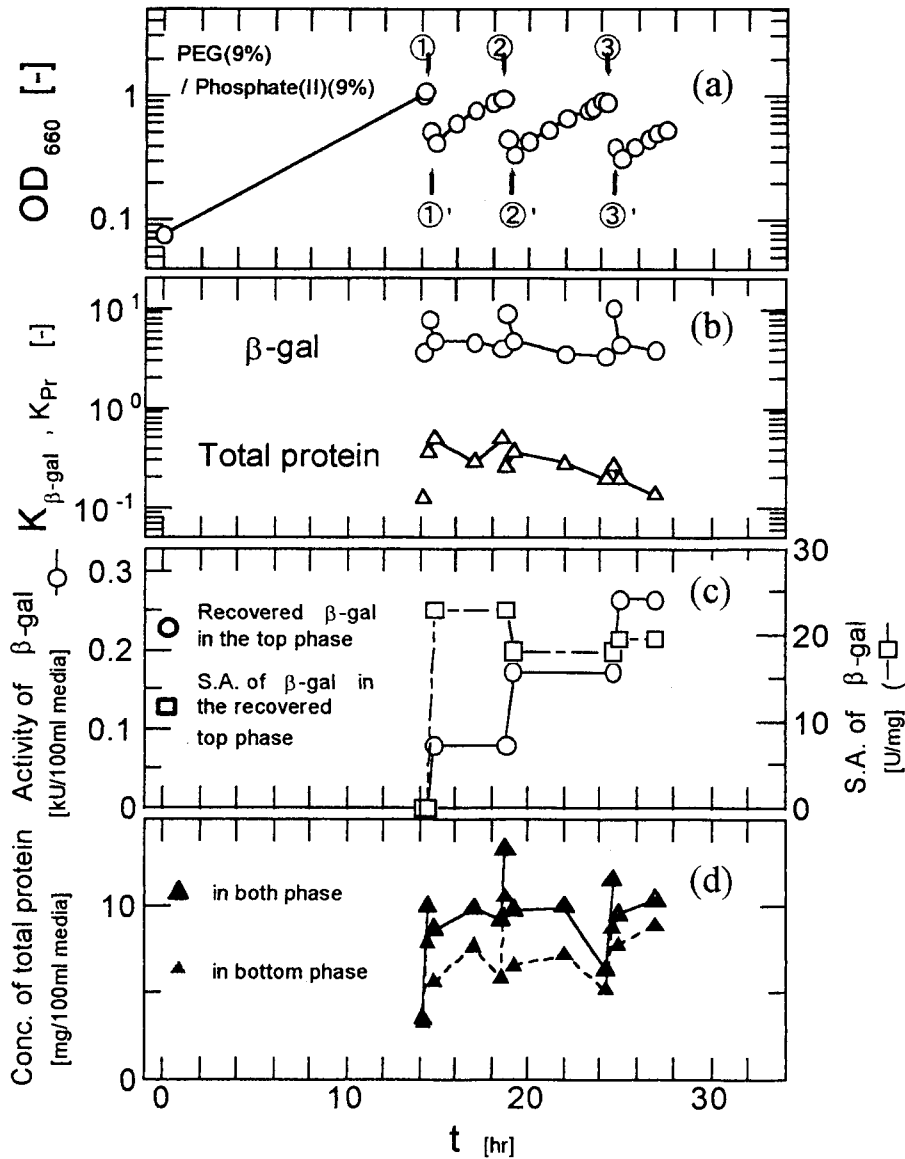 ① ② ③
PEG(9%)
/ Phosphate(II)(9%)
(a)
OD660 [-]
1
0.1
①' ②' ③'
(b)
β-gal
Total protein
Kβ-gal , KPr [-]
10^1
10^0
10^-1
(c)
Recovered β-gal
in the top phase
S.A. of β-gal in
the recovered
top phase
Activity of β-gal
[kU/100ml media]
0.3
0.2
0.1
0
30
20
10
0
S.A. of β-gal
[U/mg]
(d)
in both phase
in bottom phase
Conc. of total protein
[mg/100ml media]
10
0
0 10 20 30
t [hr]